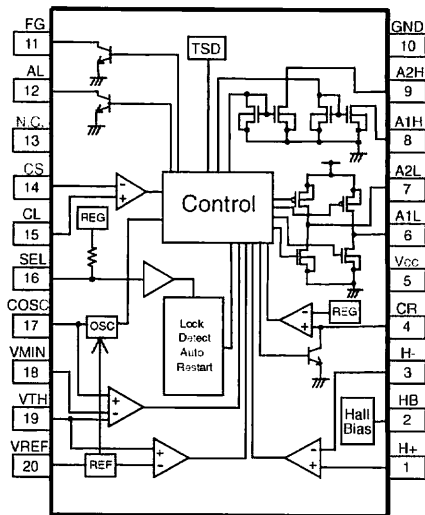 FG
11
AL
12
N.C.
13
CS
14
CL
15
SEL
16
COSC
17
VMIN
18
VTH
19
VREF
20
TSD
Control
REG
OSC
Lock
Detect
Auto
Restart
REF
REG
Hall
Bias
GND
10
A2H
9
A1H
8
A2L
7
A1L
6
Vcc
5
CR
4
H-
3
HB
2
H+
1